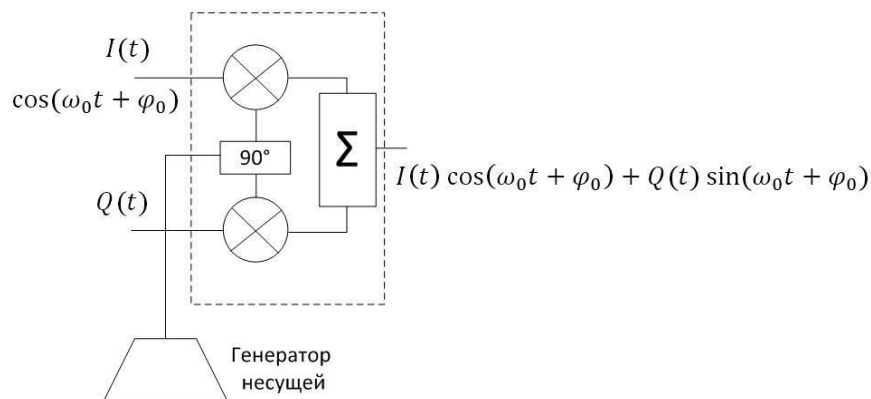 I(t)
cos(ω₀t + φ₀)
90°
Σ
I(t) cos(ω₀t + φ₀) + Q(t) sin(ω₀t + φ₀)
Q(t)
Генератор
несущей